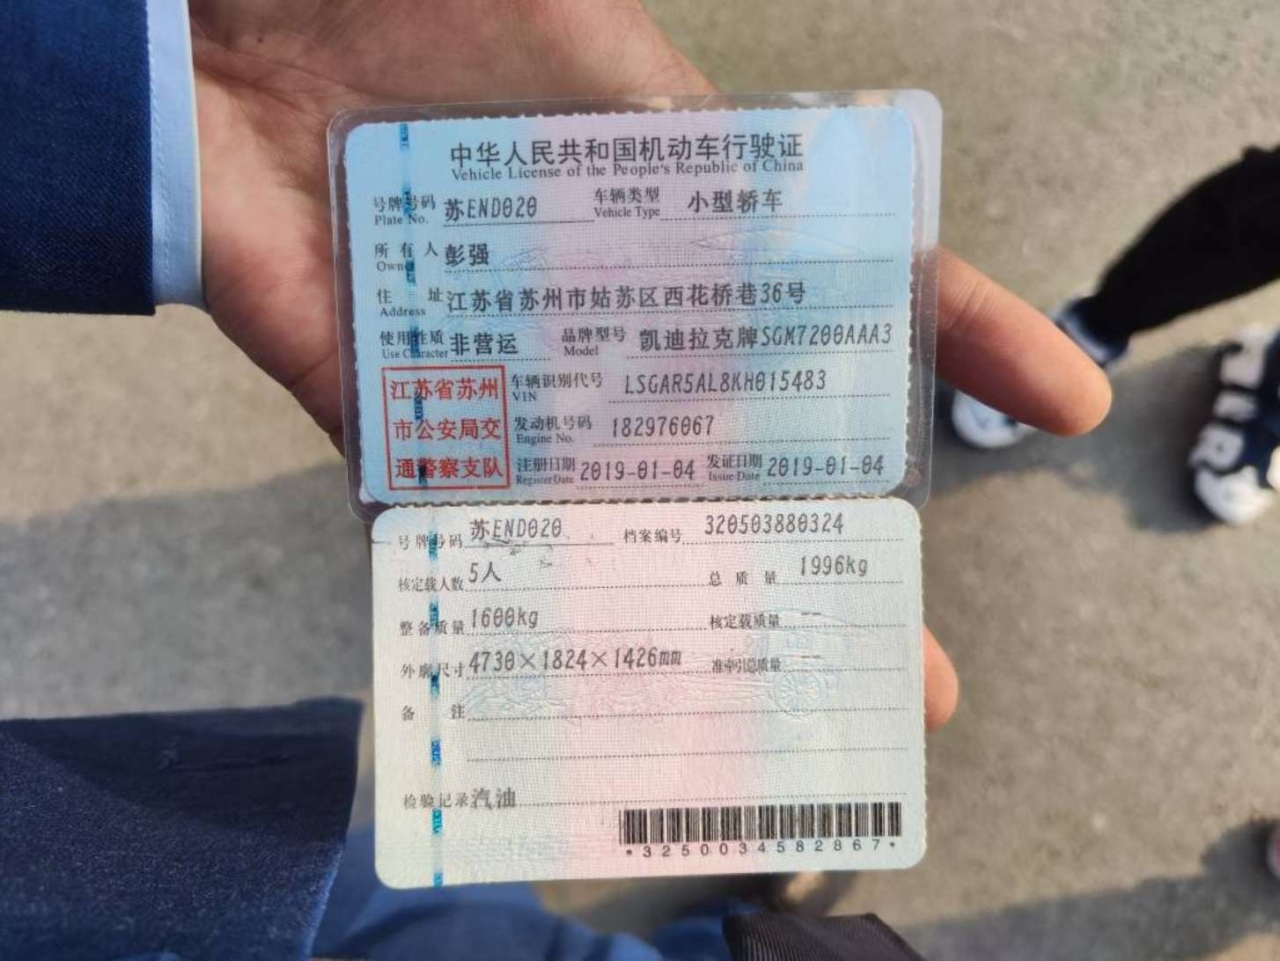 中华人民共和国机动车行驶证
Vehicle License of the People's Republic of China
号牌号码 苏END020 车辆类型 小型轿车
Plate No. Vehicle Type
所有人 彭强
Owner
住址 江苏省苏州市姑苏区西花桥巷36号
Address
使用性质 非营运 品牌型号 凯迪拉克牌SGM7200AAA3
Use Character Model
江苏省苏州
市公安局交
通警察支队
车辆识别代号 LSGAR5AL8KH015483
VIN
发动机号码 182976067
Engine No.
注册日期 2019-01-04 发证日期 2019-01-04
Register Date Issue Date
号牌号码 苏END020 档案编号 320503880324
核定载人数 5人 总质量 1996kg
整备质量 1600kg 核定载质量 --
外廓尺寸 4730×1824×1426mm 准牵引总质量 --
备注
检验记录 汽油
*3250034582867*